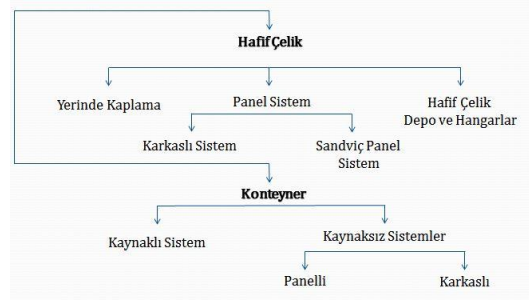 Hafif Çelik
Yerinde Kaplama
Panel Sistem
Hafif Çelik
Depo ve Hangarlar
Karkaslı Sistem
Sandviç Panel
Sistem
Konteyner
Kaynaklı Sistem
Kaynaksız Sistemler
Panelli
Karkaslı